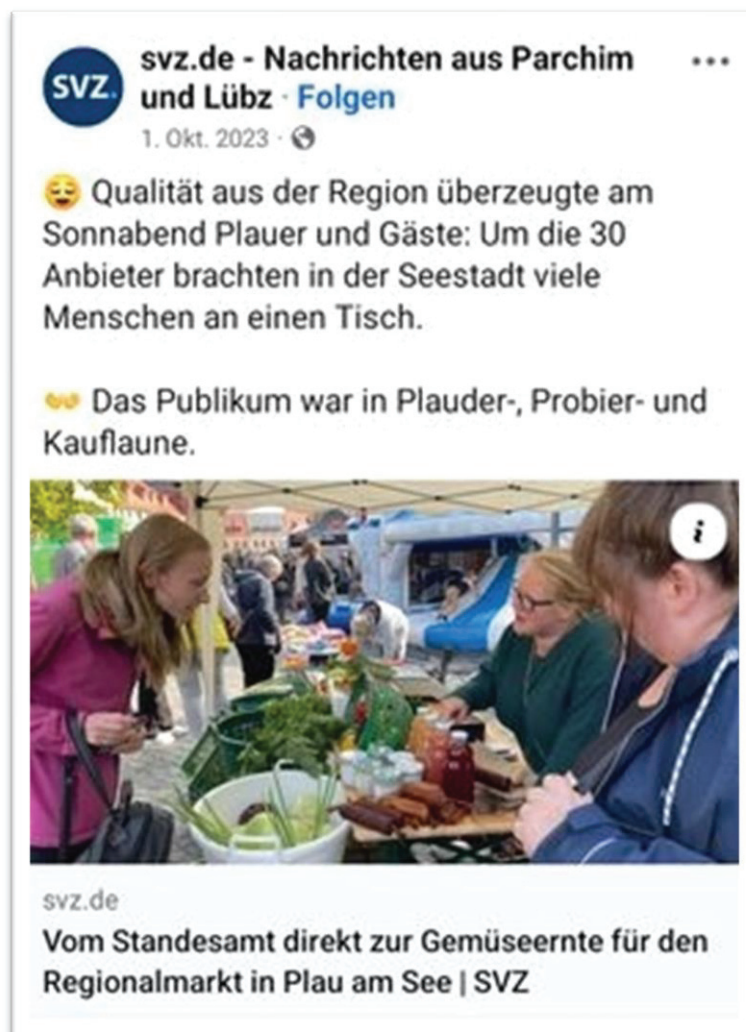 SVZ.
svz.de - Nachrichten aus Parchim
und Lübz · Folgen
1. Okt. 2023 ·
😌 Qualität aus der Region überzeugte am
Sonnabend Plauer und Gäste: Um die 30
Anbieter brachten in der Seestadt viele
Menschen an einen Tisch.
👐 Das Publikum war in Plauder-, Probier- und
Kauflaune.
i
svz.de
Vom Standesamt direkt zur Gemüseernte für den
Regionalmarkt in Plau am See | SVZ